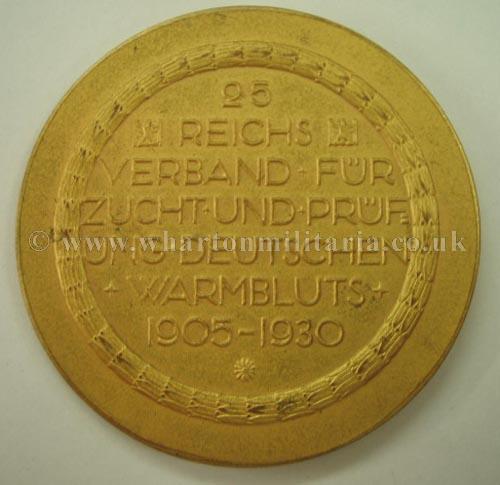 25
REICHS
VERBAND·FÜR
ZUCHT·UND·PRÜF
UNG DEUTSCHEN
WARMBLUTS
1905-1930
© www.whartonmilitaria.co.uk